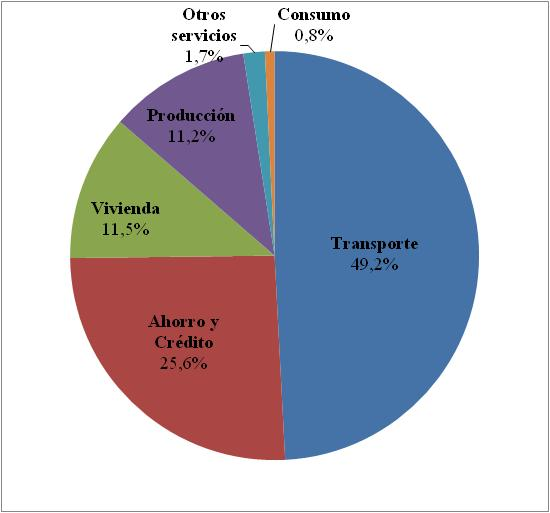 Otros
servicios
1,7%
Consumo
0,8%
Producción
11,2%
Vivienda
11,5%
Transporte
49,2%
Ahorro y
Crédito
25,6%